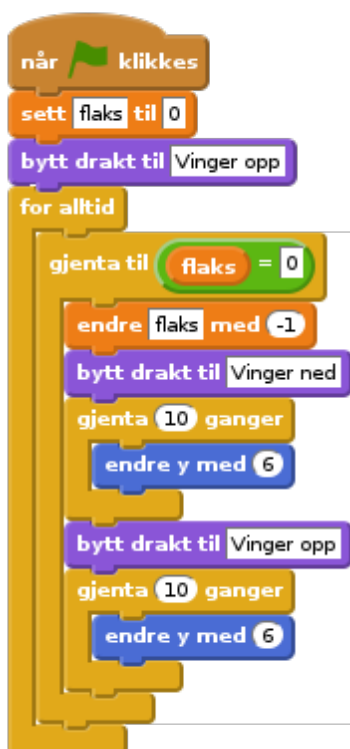 når klikkes
sett flaks til 0
bytt drakt til Vinger opp
for alltid
gjenta til flaks = 0
endre flaks med -1
bytt drakt til Vinger ned
gjenta 10 ganger
endre y med 6
bytt drakt til Vinger opp
gjenta 10 ganger
endre y med 6